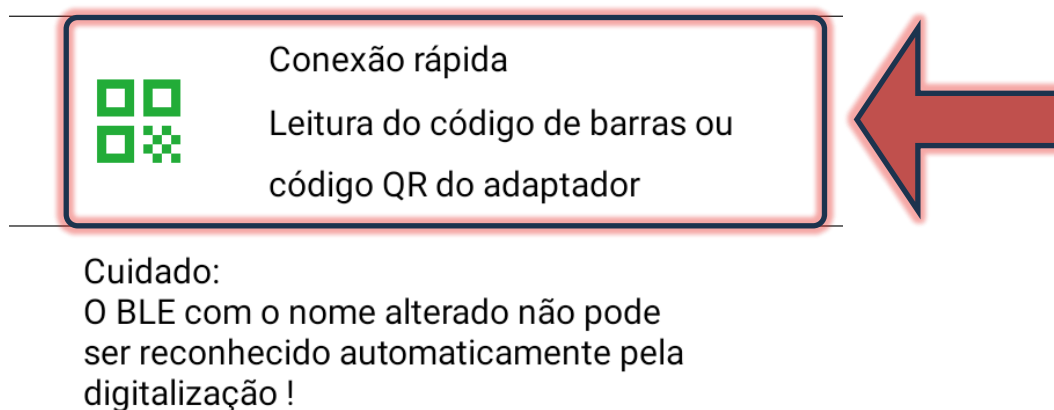 Conexão rápida
Leitura do código de barras ou
código QR do adaptador
Cuidado:
O BLE com o nome alterado não pode
ser reconhecido automaticamente pela
digitalização !